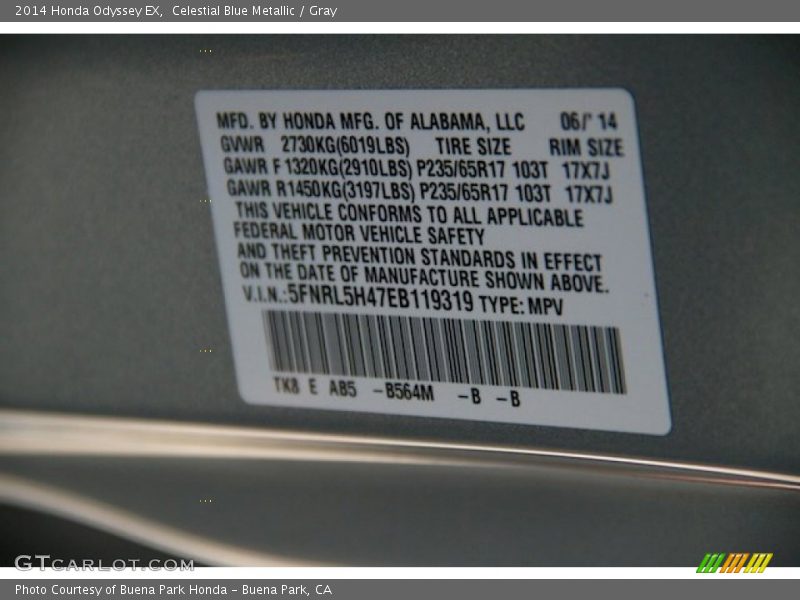 2014 Honda Odyssey EX, Celestial Blue Metallic / Gray
MFD. BY HONDA MFG. OF ALABAMA, LLC 06/' 14
GVWR 2730KG(6019LBS) TIRE SIZE RIM SIZE
GAWR F 1320KG(2910LBS) P235/65R17 103T 17X7J
GAWR R1450KG(3197LBS) P235/65R17 103T 17X7J
THIS VEHICLE CONFORMS TO ALL APPLICABLE
FEDERAL MOTOR VEHICLE SAFETY
AND THEFT PREVENTION STANDARDS IN EFFECT
ON THE DATE OF MANUFACTURE SHOWN ABOVE.
V.I.N.:5FNRL5H47EB119319 TYPE: MPV
TK8 E A85 -B564M -B -B
GTCARLOT.COM
Photo Courtesy of Buena Park Honda - Buena Park, CA